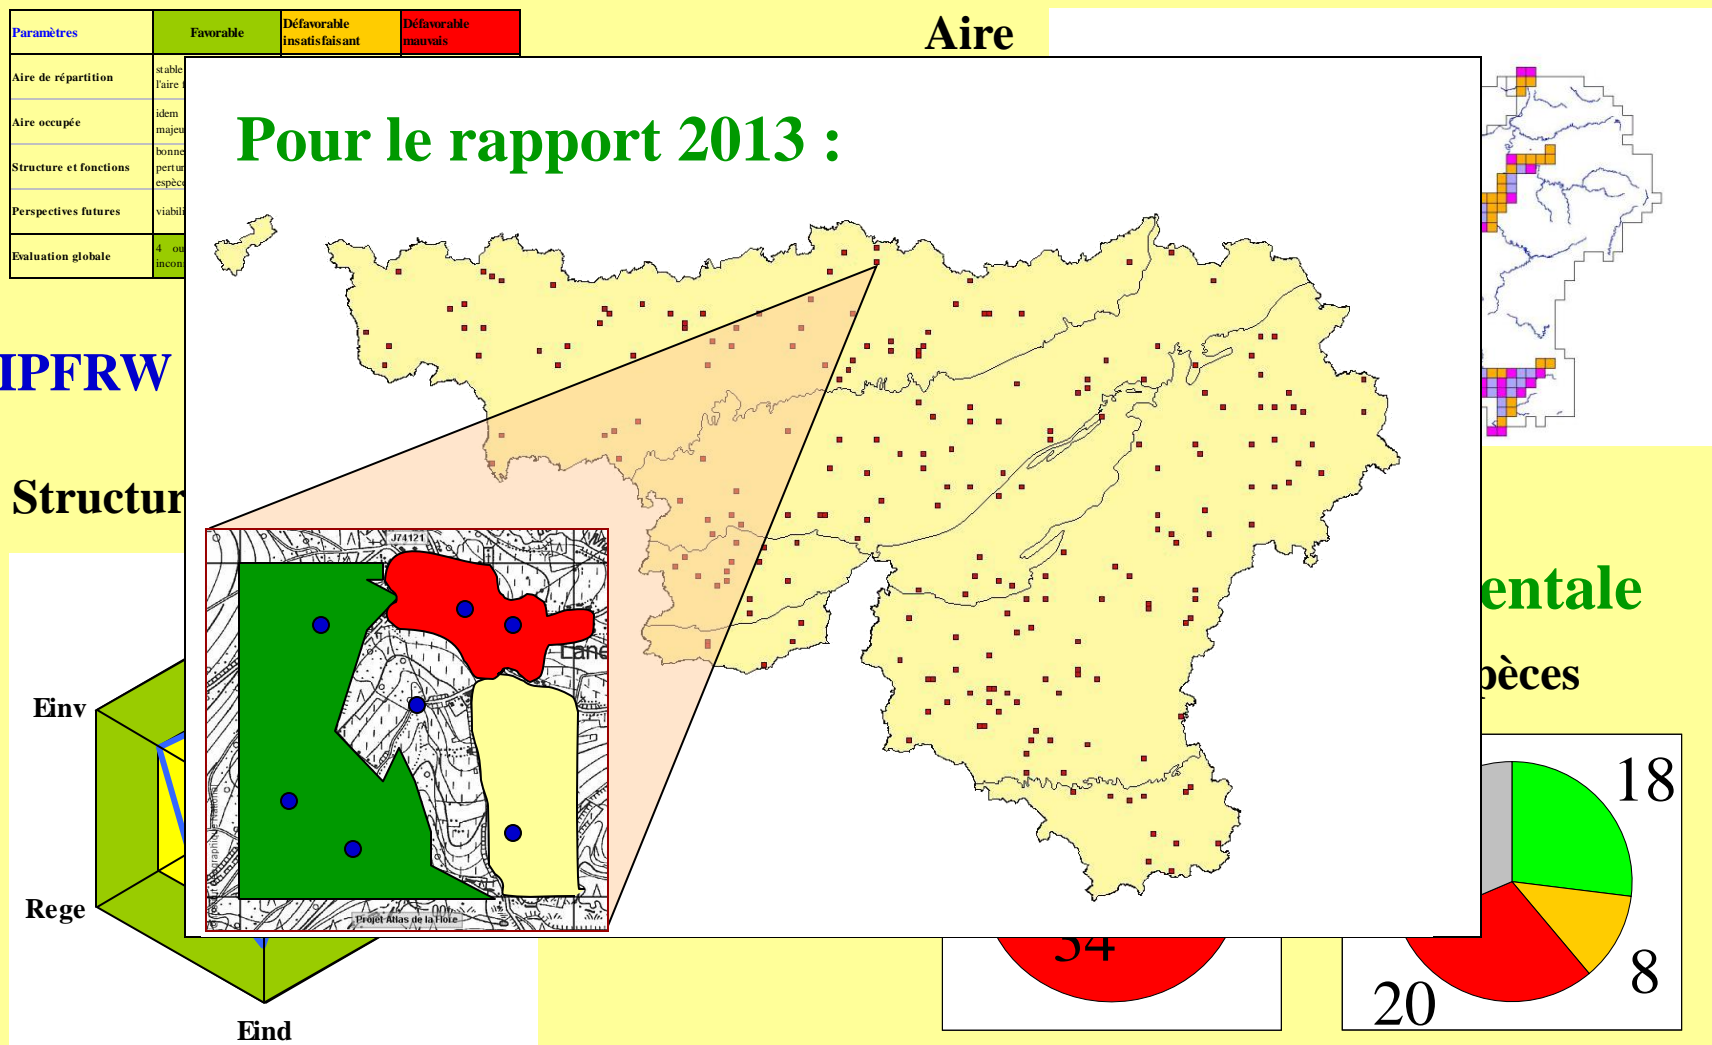 Paramètres
Favorable
Défavorable
insatisfaisant
Défavorable
mauvais
Aire
Aire de répartition
stable
l'aire
Aire occupée
idem
majeu
Structure et fonctions
bonne
pertur
espèce
Perspectives futures
viabili
Evaluation globale
4 ou
incon
Pour le rapport 2013 :
IPFRW
Structur
J74121
Lane
Projet Atlas de la Flore
entale
pèces
Einv
Rege
Eind
34
18
8
20